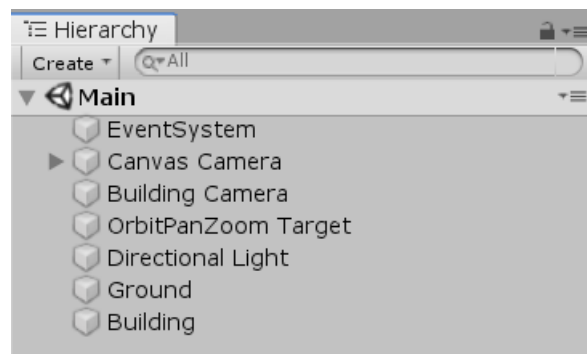 Hierarchy
Create All
Main
EventSystem
Canvas Camera
Building Camera
OrbitPanZoom Target
Directional Light
Ground
Building